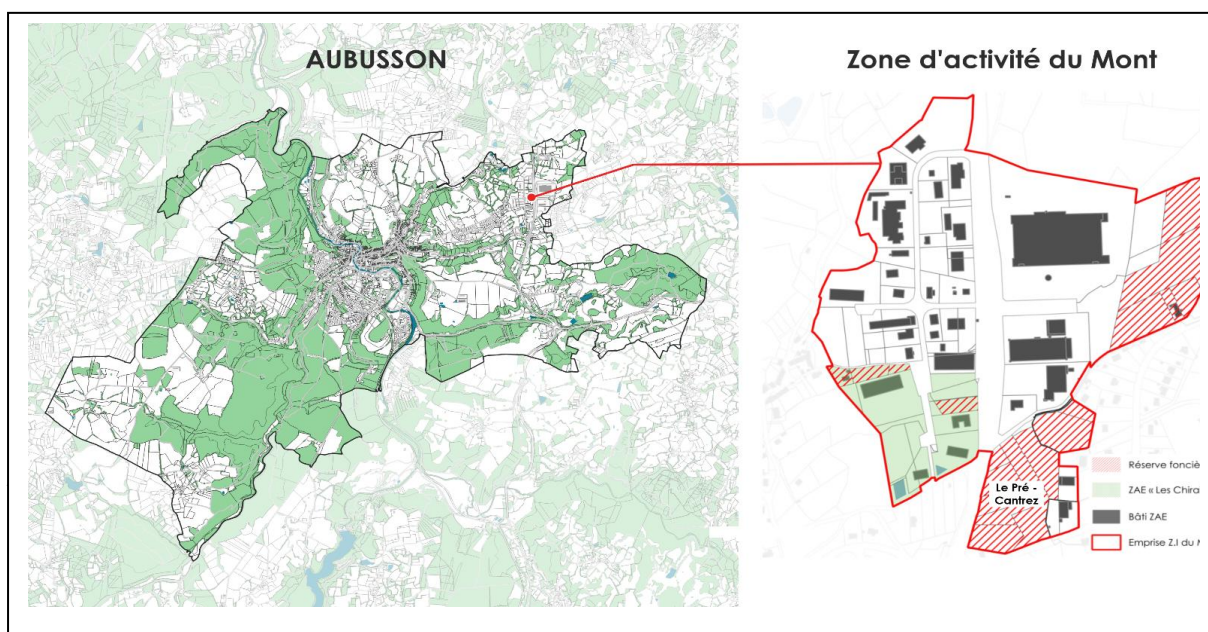 AUBUSSON
Zone d'activité du Mont
Le Pré -
Cantrez
Réserve fonciè
ZAE « Les Chira
Bâti ZAE
Emprise Z.I du M